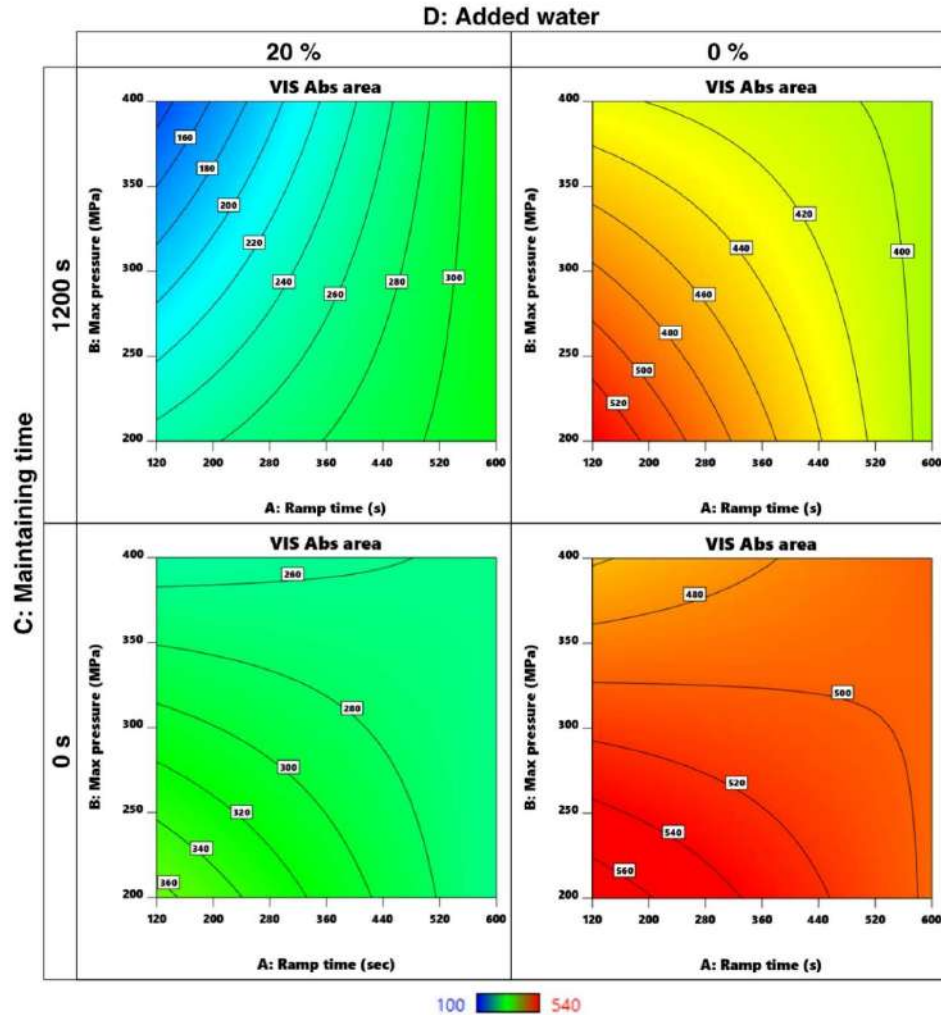 D: Added water
20 %
0 %
C: Maintaining time
1200 s
VIS Abs area
B: Max pressure (MPa)
400
350
300
250
200
160
180
200
220
240
260
280
300
120 200 280 360 440 520 600
A: Ramp time (s)
VIS Abs area
B: Max pressure (MPa)
400
350
300
250
200
420
440
400
460
480
500
520
120 200 280 360 440 520 600
A: Ramp time (s)
0 s
VIS Abs area
B: Max pressure (MPa)
400
350
300
250
200
260
280
300
320
340
360
120 200 280 360 440 520 600
A: Ramp time (sec)
VIS Abs area
B: Max pressure (MPa)
400
350
300
250
200
480
500
520
540
560
120 200 280 360 440 520 600
A: Ramp time (s)
100 540